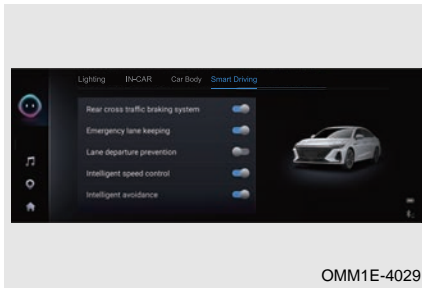 Lighting IN-CAR Car Body Smart Driving
Rear cross traffic braking system
Emergency lane keeping
Lane departure prevention
Intelligent speed control
Intelligent avoidance
OMM1E-4029